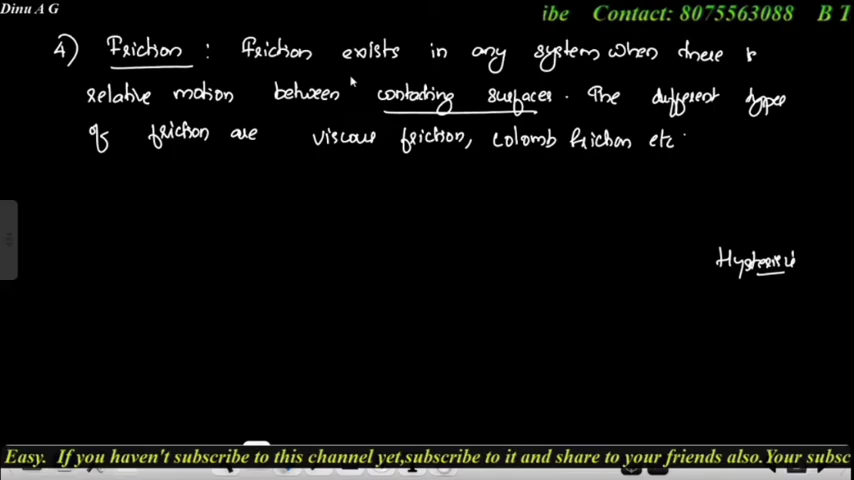 Dinu A G
ibe Contact: 8075563088 B T
4) Friction : Friction exists in any system when there is
relative motion between contacting surfaces. The different types
of friction are viscous friction, colomb friction etc.
Hysteresis
Easy. If you haven't subscribe to this channel yet,subscribe to it and share to your friends also.Your subsc